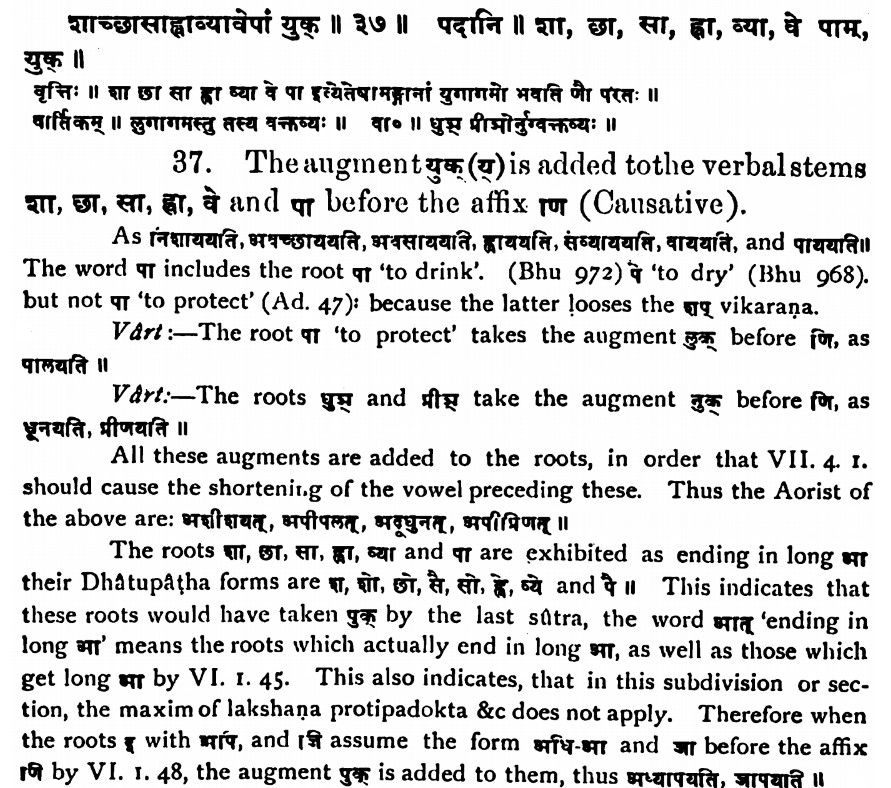 शाच्छासाह्वाव्यावेपां युक् ॥ ३७ ॥ पदानि ॥ शा, छा, सा, ह्वा, व्या, वे पाम्,
युक् ॥
वृत्तिः ॥ शा छा सा ह्वा व्या वे पा इत्येतेषामङ्गानां युगागमो भवति णौ परतः ॥
वार्तिकम् ॥ लुगागमस्तु तस्य वक्तव्यः ॥ वा० ॥ धुञ् प्रीञोर्नुग्वक्तव्यः ॥
37. The augment युक् (य्) is added tothe verbal stems
शा, छा, सा, ह्वा, वे and पा before the affix णि (Causative).
As निशाययति, अवच्छाययति, अवसाययति, ह्वाययति, संव्याययति, वाययति, and पाययति॥
The word पा includes the root पा 'to drink'. (Bhu 972) पै 'to dry' (Bhu 968).
but not पा 'to protect' (Ad. 47): because the latter looses the शप् vikaraṇa.
Vârt :—The root पा 'to protect' takes the augment लुक् before णि, as
पालयति ॥
Vârt:—The roots धुञ् and प्रीञ् take the augment नुक् before णि, as
धूनयति, प्रीणयति ॥
All these augments are added to the roots, in order that VII. 4. 1.
should cause the shortening of the vowel preceding these. Thus the Aorist of
the above are: अशीशयत्, अपीपलत्, अदूधुनत्, अपिप्रिणत् ॥
The roots शा, छा, सा, ह्वा, व्या and पा are exhibited as ending in long आ
their Dhâtupâṭha forms are श, शो, छो, सै, सो, ह्वे, व्ये and पै ॥ This indicates that
these roots would have taken पुक् by the last sûtra, the word आत् 'ending in
long आ' means the roots which actually end in long आ, as well as those which
get long आ by VI. 1. 45. This also indicates, that in this subdivision or sec-
tion, the maxim of lakshaṇa protipadokta &c does not apply. Therefore when
the roots इ with अधि, and जि assume the form अधि-आ and जा before the affix
णि by VI. 1. 48, the augment पुक् is added to them, thus अध्यापयति, जापयति ॥